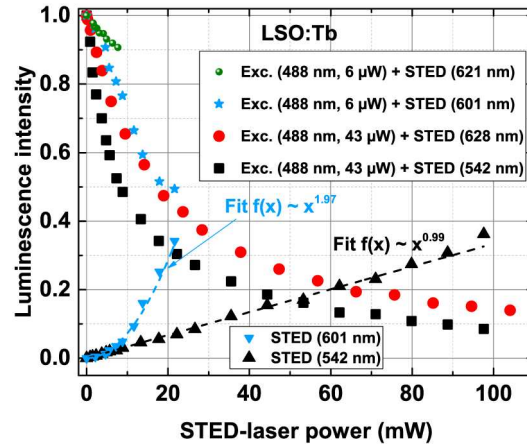 LSO:Tb
Exc. (488 nm, 6 µW) + STED (621 nm)
Exc. (488 nm, 6 µW) + STED (601 nm)
Exc. (488 nm, 43 µW) + STED (628 nm)
Exc. (488 nm, 43 µW) + STED (542 nm)
Fit f(x) ~ x^1.97
Fit f(x) ~ x^0.99
STED (601 nm)
STED (542 nm)
Luminescence intensity
1.0
0.8
0.6
0.4
0.2
0.0
0 20 40 60 80 100
STED-laser power (mW)